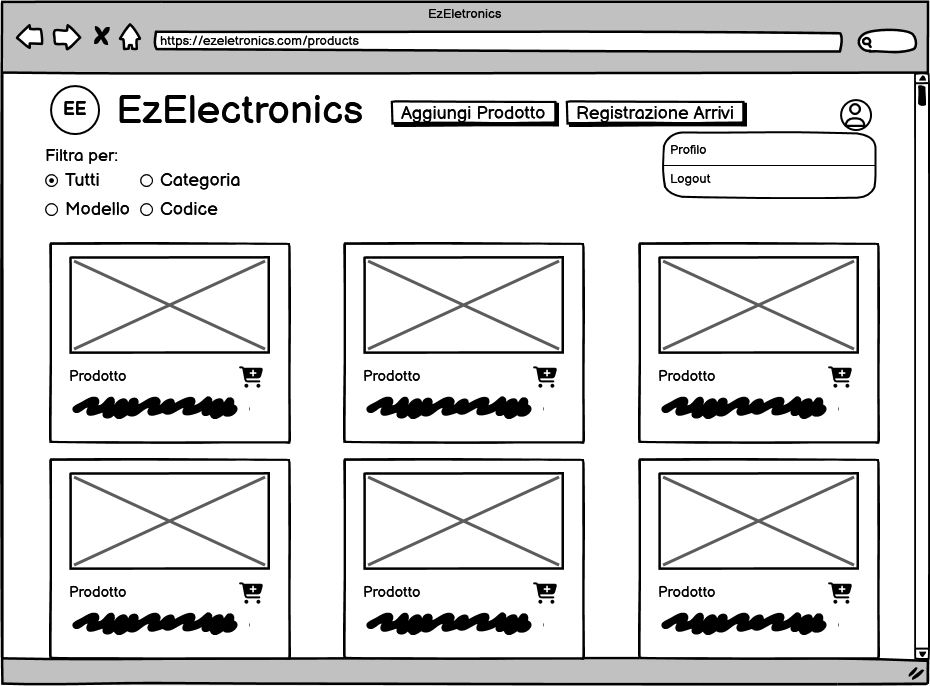 EzEletronics
https://ezeletronics.com/products
EE
EzElectronics
Aggiungi Prodotto
Registrazione Arrivi
Profilo
Logout
Filtra per:
Tutti
Categoria
Modello
Codice
Prodotto
Prodotto
Prodotto
Prodotto
Prodotto
Prodotto